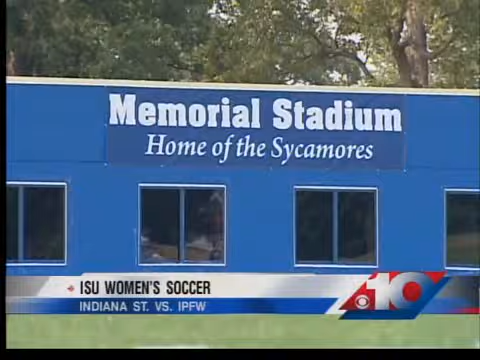 Memorial Stadium
Home of the Sycamores
ISU WOMEN'S SOCCER
INDIANA ST. VS. IPFW
10